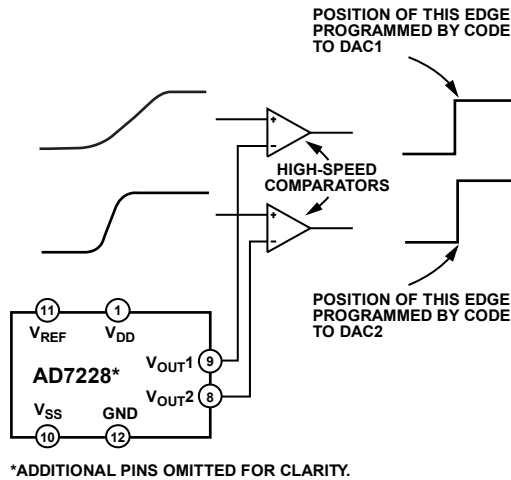 POSITION OF THIS EDGE
PROGRAMMED BY CODE
TO DAC1
+
−
HIGH-SPEED
COMPARATORS
+
−
POSITION OF THIS EDGE
PROGRAMMED BY CODE
TO DAC2
11
1
VREF
VDD
VOUT1
9
AD7228*
VOUT2
8
VSS
GND
10
12
*ADDITIONAL PINS OMITTED FOR CLARITY.